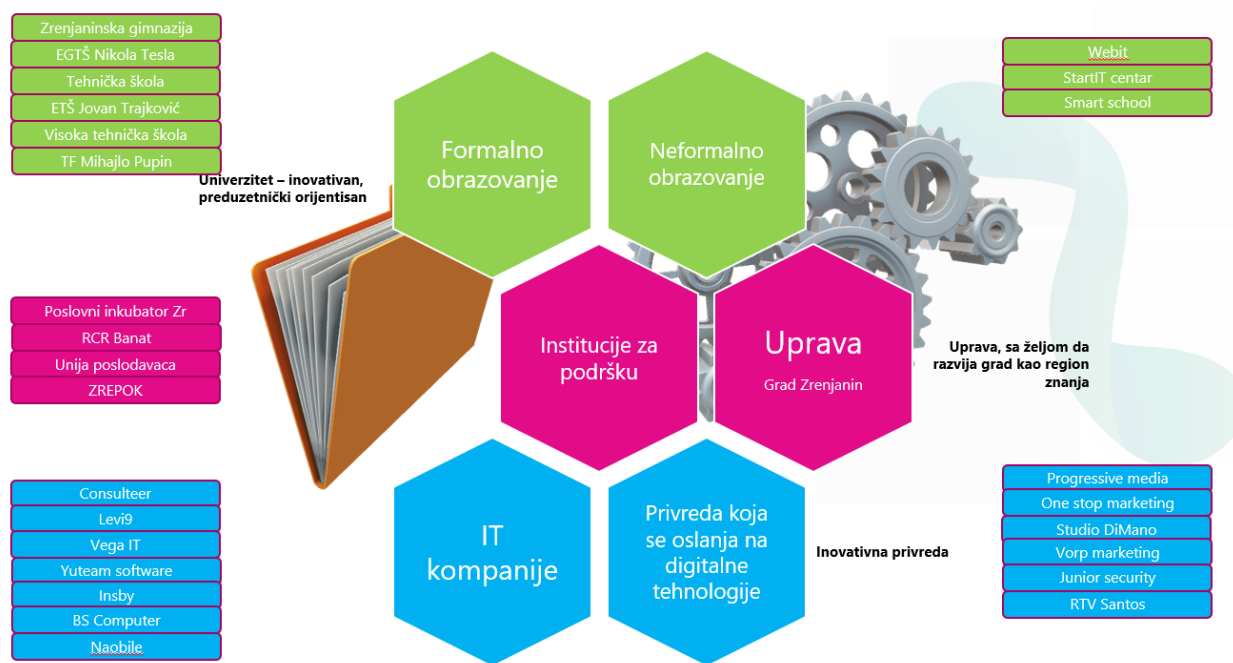 Zrenjaninska gimnazija
EGTŠ Nikola Tesla
Tehnička škola
ETŠ Jovan Trajković
Visoka tehnička škola
TF Mihajlo Pupin
Univerzitet – inovativan,
preduzetnički orijentisan
Formalno
obrazovanje
Neformalno
obrazovanje
Webit
StartIT centar
Smart school
Poslovni inkubator Zr
RCR Banat
Unija poslodavaca
ZREPOK
Institucije za
podršku
Uprava
Grad Zrenjanin
Uprava, sa željom da
razvija grad kao region
znanja
Consulteer
Levi9
Vega IT
Yuteam software
Insby
BS Computer
Naobile
IT
kompanije
Privreda koja
se oslanja na
digitalne
tehnologije
Inovativna privreda
Progressive media
One stop marketing
Studio DiMano
Vorp marketing
Junior security
RTV Santos